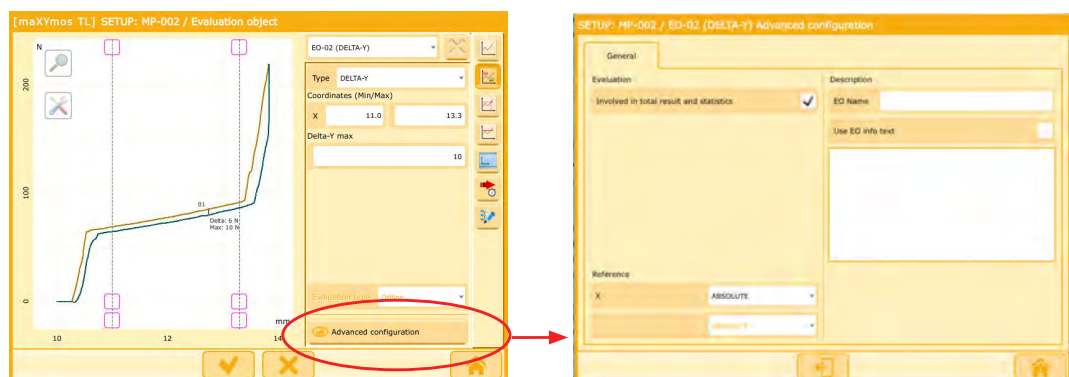 [maXYmos TL] SETUP: MP-002 / Evaluation object
N
200
100
0
10
12
14
mm
01
Delta: 6 N
Max: 10 N
EO-02 (DELTA-Y)
Type DELTA-Y
Coordinates (Min/Max)
X 11.0 13.3
Delta-Y max
10
Evaluation type Offline
Advanced configuration
SETUP: MP-002 / EO-02 (DELTA-Y) Advanced configuration
General
Evaluation
Involved in total result and statistics
Description
EO Name
Use EO info text
Reference
X ABSOLUTE
ABSOLUTE